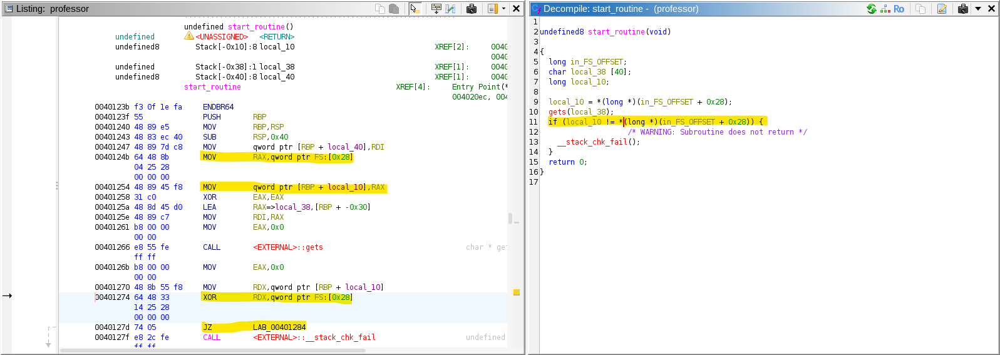 Listing: professor
undefined start_routine()
undefined <UNASSIGNED> <RETURN>
undefined8 Stack[-0x10]:8 local_10 XREF[2]: 0040
0040
undefined Stack[-0x38]:1 local_38 XREF[1]: 0040
undefined8 Stack[-0x40]:8 local_40 XREF[1]: 0040
start_routine XREF[4]: Entry Point(*
004020ec, 004
0040123b f3 0f 1e fa ENDBR64
0040123f 55 PUSH RBP
00401240 48 89 e5 MOV RBP,RSP
00401243 48 83 ec 40 SUB RSP,0x40
00401247 48 89 7d c8 MOV qword ptr [RBP + local_40],RDI
0040124b 64 48 8b MOV RAX,qword ptr FS:[0x28]
04 25 28
00 00 00
00401254 48 89 45 f8 MOV qword ptr [RBP + local_10],RAX
00401258 31 c0 XOR EAX,EAX
0040125a 48 8d 45 d0 LEA RAX=>local_38,[RBP + -0x30]
0040125e 48 89 c7 MOV RDI,RAX
00401261 b8 00 00 MOV EAX,0x0
00 00
00401266 e8 55 fe CALL <EXTERNAL>::gets char * ge
ff ff
0040126b b8 00 00 MOV EAX,0x0
00 00
00401270 48 8b 55 f8 MOV RDX,qword ptr [RBP + local_10]
00401274 64 48 33 XOR RDX,qword ptr FS:[0x28]
14 25 28
00 00 00
0040127d 74 05 JZ LAB_00401284
0040127f e8 2c fe CALL <EXTERNAL>::__stack_chk_fail undefined
ff ff
Decompile: start_routine - (professor)
Ro
1
2 undefined8 start_routine(void)
3
4 {
5 long in_FS_OFFSET;
6 char local_38 [40];
7 long local_10;
8
9 local_10 = *(long *)(in_FS_OFFSET + 0x28);
10 gets(local_38);
11 if (local_10 != *(long *)(in_FS_OFFSET + 0x28)) {
12 /* WARNING: Subroutine does not return */
13 __stack_chk_fail();
14 }
15 return 0;
16 }
17